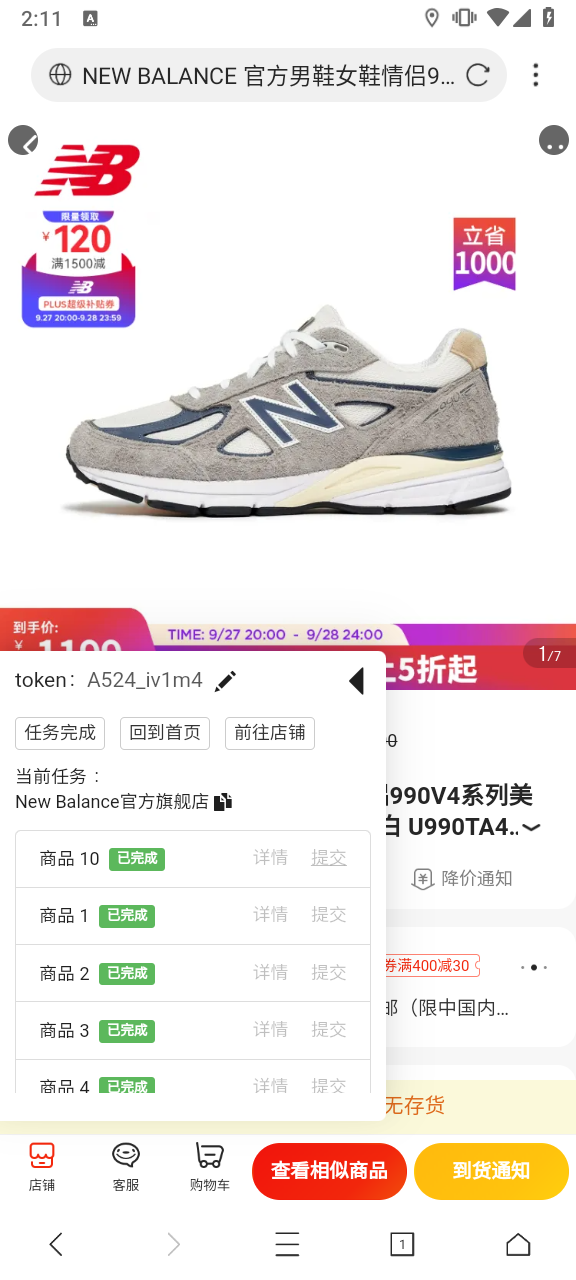 2:11
A
NEW BALANCE 官方男鞋女鞋情侣9...
NB
限量领取
¥120
满1500减
NB
PLUS超级补贴券
9.27 20:00-9.28 23:59
立省
1000
N
到手价:
TIME: 9/27 20:00 - 9/28 24:00
¥1199
1/7
上5折起
token: A524_iv1m4
任务完成 回到首页 前往店铺
当前任务：
New Balance官方旗舰店
990V4系列美
白 U990TA4..
降价通知
商品 10 已完成 详情 提交
商品 1 已完成 详情 提交
商品 2 已完成 详情 提交
券满400减30
商品 3 已完成 详情 提交
邮（限中国内...
商品 4 已完成 详情 提交
无存货
店铺 客服 购物车 查看相似商品 到货通知
1